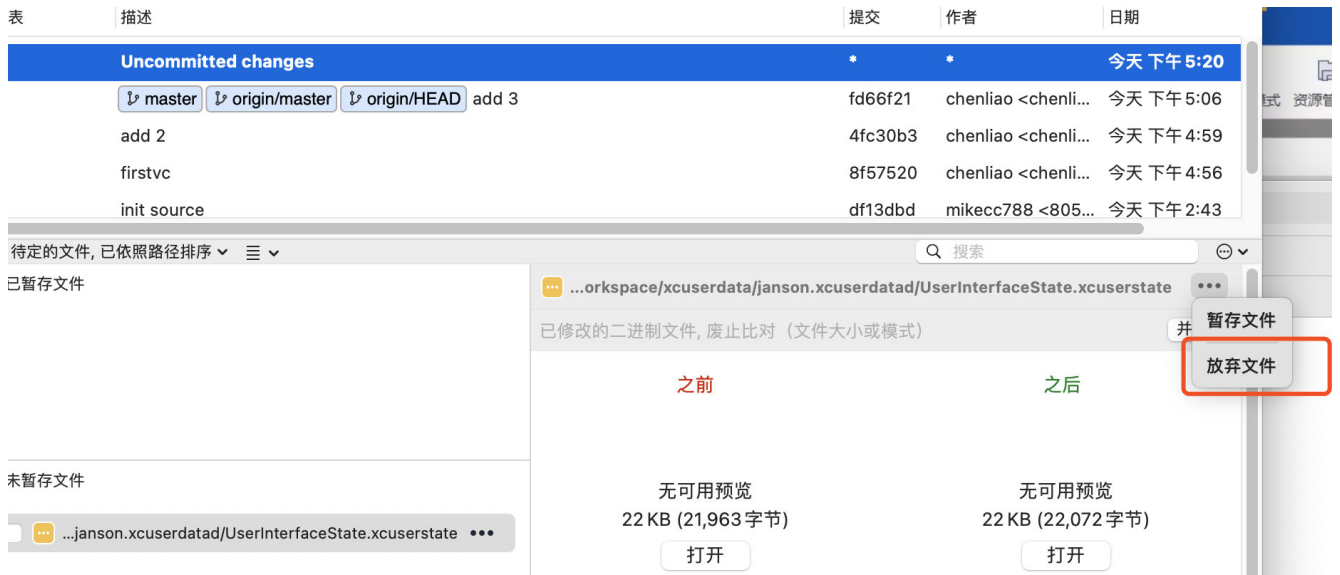 表 描述 提交 作者 日期
Uncommitted changes * * 今天 下午 5:20
master origin/master origin/HEAD add 3 fd66f21 chenliao <chenli... 今天 下午 5:06
add 2 4fc30b3 chenliao <chenli... 今天 下午 4:59
firstvc 8f57520 chenliao <chenli... 今天 下午 4:56
init source df13dbd mikecc788 <805... 今天 下午 2:43
式 资源管
待定的文件, 已依照路径排序 搜索
已暂存文件
...orkspace/xcuserdata/janson.xcuserdatad/UserInterfaceState.xcuserstate
暂存文件
已修改的二进制文件, 废止比对（文件大小或模式） 并
放弃文件
之前 之后
未暂存文件
无可用预览 无可用预览
22 KB (21,963 字节) 22 KB (22,072 字节)
...janson.xcuserdatad/UserInterfaceState.xcuserstate
打开 打开